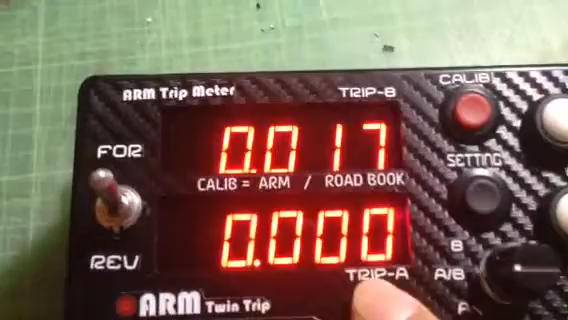 ARM Trip Meter TRIP-B CALIB
0.017
FOR
SETTING
CALIB = ARM / ROAD BOOK
0.000
B
REV TRIP-A A/B
ARM Twin Trip A